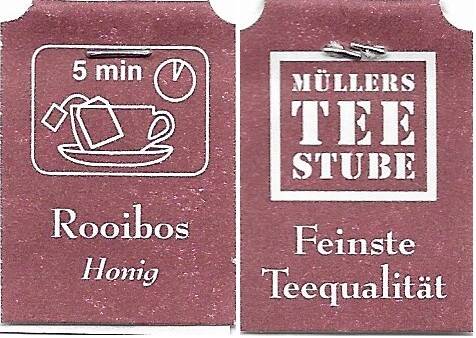 5 min
Rooibos
Honig
MÜLLERS
TEE
STUBE
Feinste
Teequalität